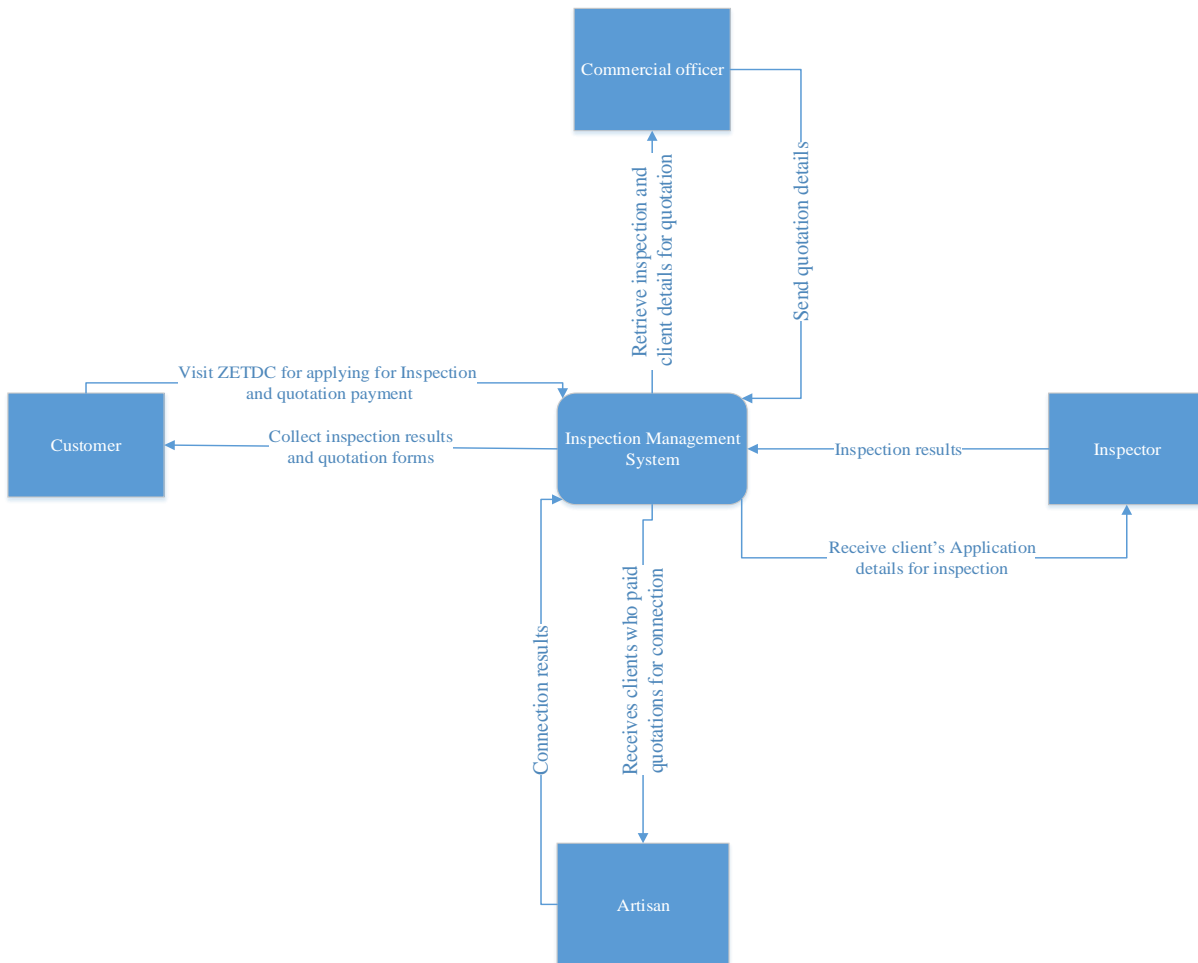 Commercial officer
Retrieve inspection and
client details for quotation
Send quotation details
Visit ZETDC for applying for Inspection
and quotation payment
Customer
Collect inspection results
and quotation forms
Inspection Management
System
Inspection results
Inspector
Receive client’s Application
details for inspection
Connection results
Receives clients who paid
quotations for connection
Artisan